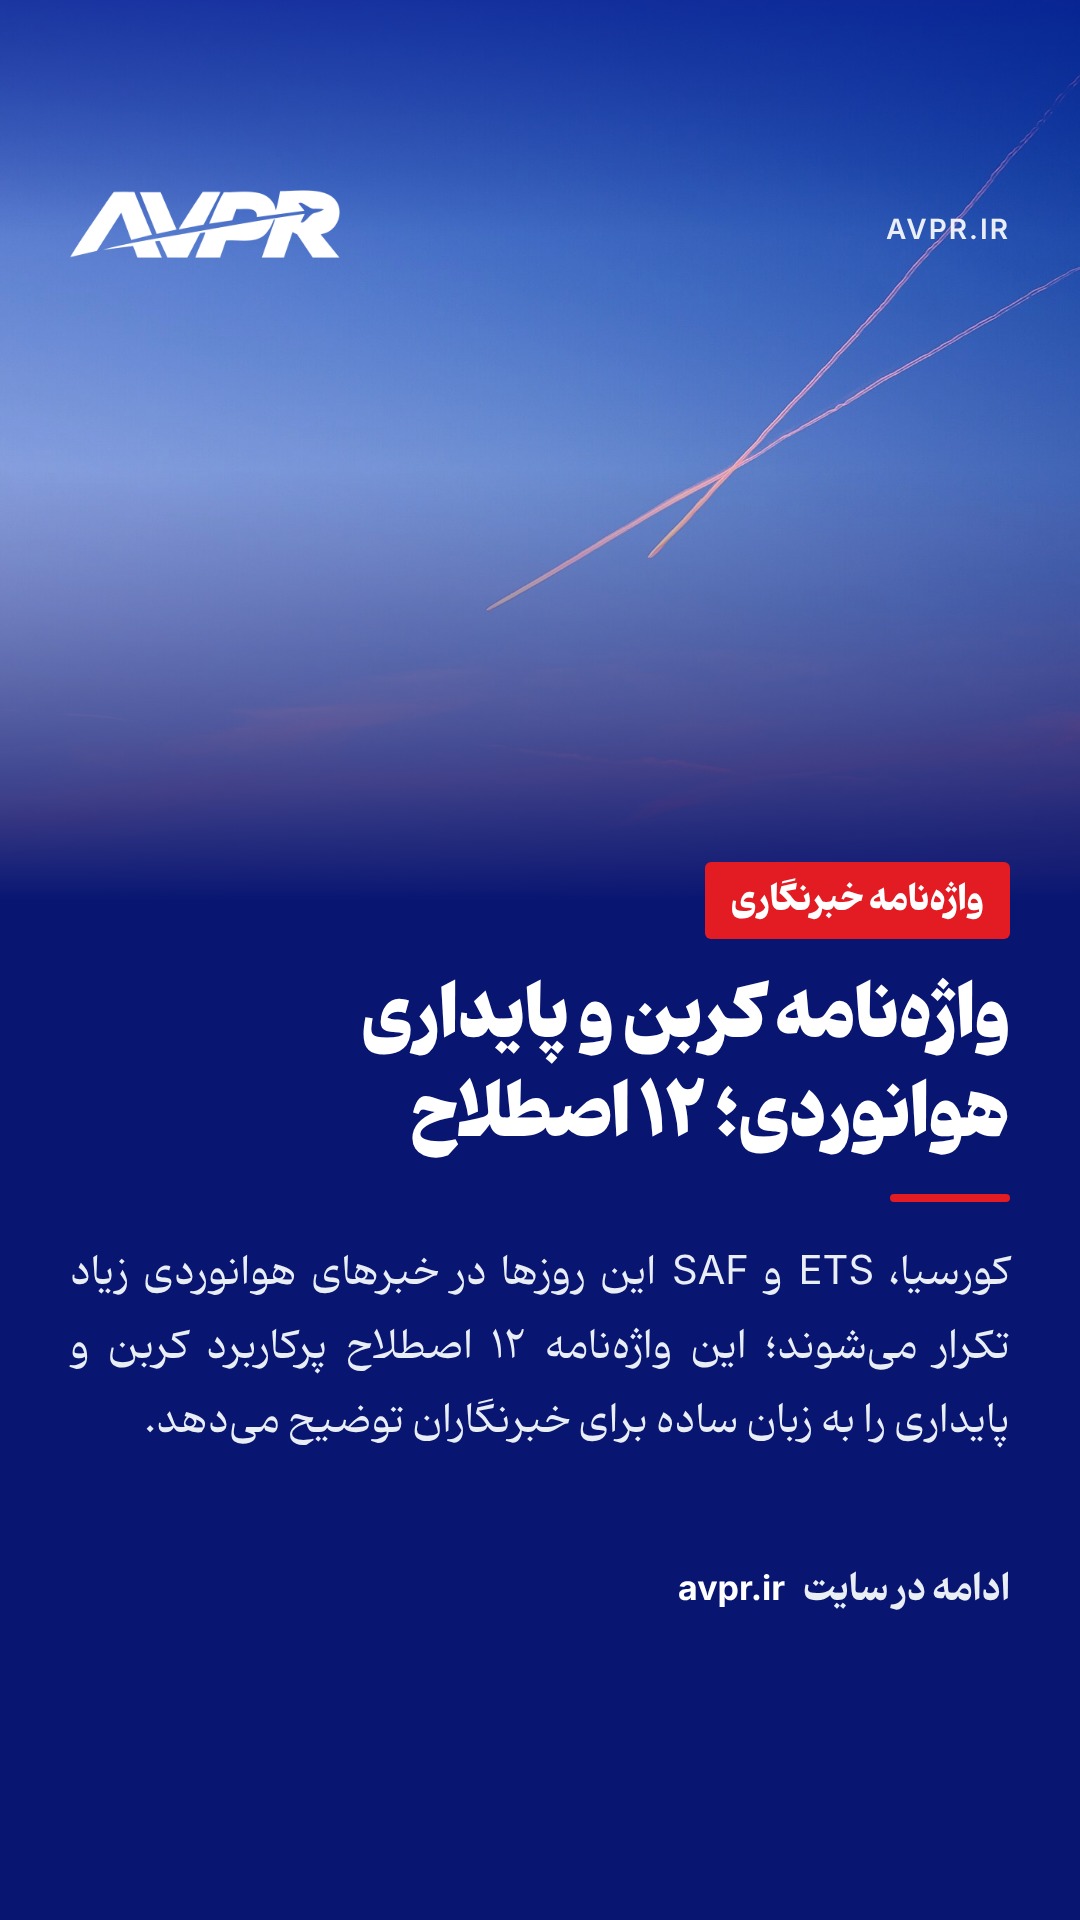 AVPR
AVPR.IR
واژه‌نامه خبرنگاری
واژه‌نامه کربن و پایداری
هوانوردی؛ ۱۲ اصطلاح
کورسیا، ETS و SAF این روزها در خبرهای هوانوردی زیاد
تکرار می‌شوند؛ این واژه‌نامه ۱۲ اصطلاح پرکاربرد کربن و
پایداری را به زبان ساده برای خبرنگاران توضیح می‌دهد.
ادامه در سایت avpr.ir